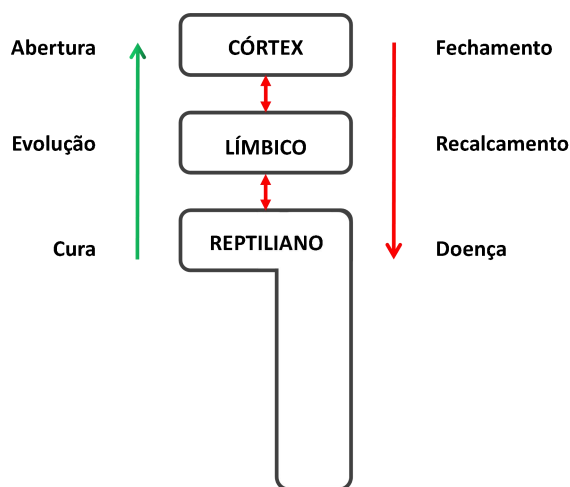 Abertura
CÓRTEX
Fechamento
Evolução
LÍMBICO
Recalcamento
Cura
REPTILIANO
Doença